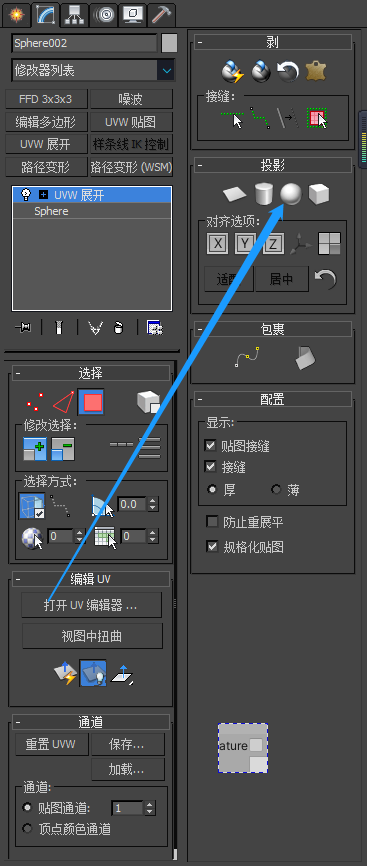 Sphere002
修改器列表
FFD 3x3x3
噪波
编辑多边形
UVW 贴图
UVW 展开
样条线 IK 控制
路径变形
路径变形 (WSM)
UVW 展开
Sphere
- 选择
修改选择:
选择方式:
0.0
0
0
- 编辑 UV
打开 UV 编辑器 ...
视图中扭曲
- 通道
重置 UVW
保存...
加载...
通道:
贴图通道: 1
顶点颜色通道
- 剥
接缝:
- 投影
对齐选项:
X Y Z
适配
居中
- 包裹
- 配置
显示:
贴图接缝
接缝
厚 薄
防止重展平
规格化贴图
ature